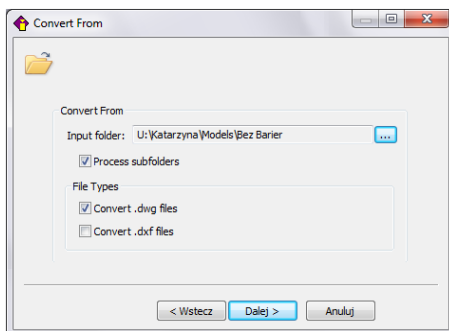 Convert From
Convert From
Input folder: U:\Katarzyna\Models\Bez Barier ...
Process subfolders
File Types
Convert .dwg files
Convert .dxf files
< Wstecz Dalej > Anuluj